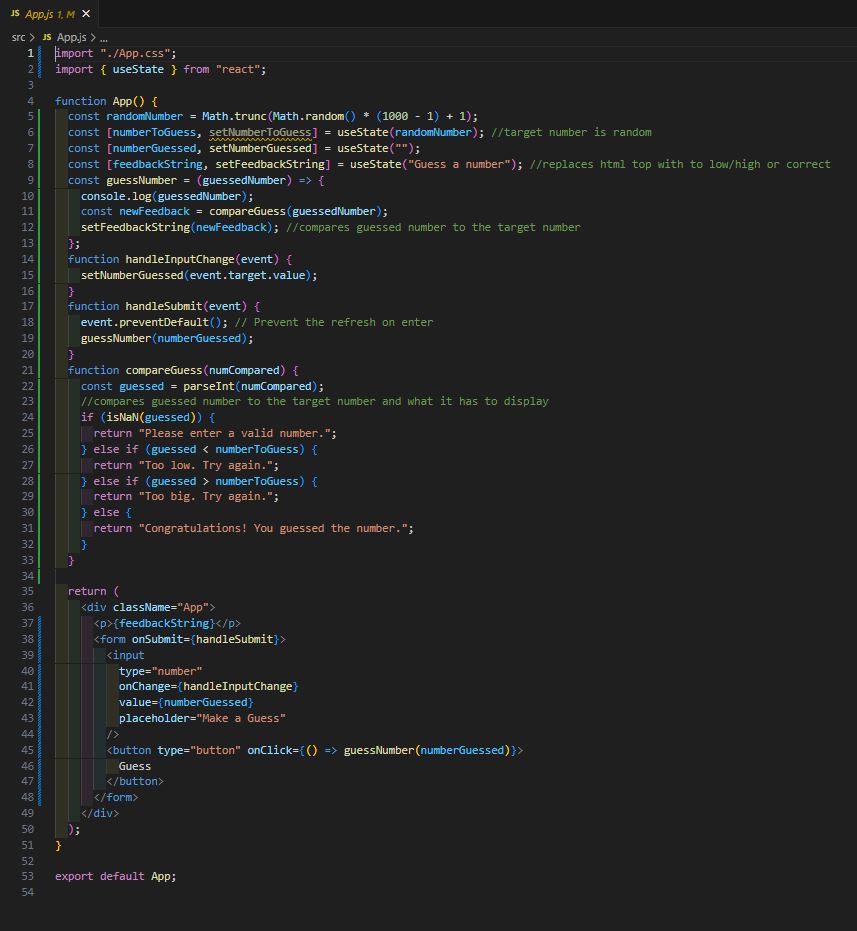 JS App.js 1, M ×
src > JS App.js > ...
1 import "./App.css";
2 import { useState } from "react";
3
4 function App() {
5   const randomNumber = Math.trunc(Math.random() * (1000 - 1) + 1);
6   const [numberToGuess, setNumberToGuess] = useState(randomNumber); //target number is random
7   const [numberGuessed, setNumberGuessed] = useState("");
8   const [feedbackString, setFeedbackString] = useState("Guess a number"); //replaces html top with to low/high or correct
9   const guessNumber = (guessedNumber) => {
10     console.log(guessedNumber);
11     const newFeedback = compareGuess(guessedNumber);
12     setFeedbackString(newFeedback); //compares guessed number to the target number
13   };
14   function handleInputChange(event) {
15     setNumberGuessed(event.target.value);
16   }
17   function handleSubmit(event) {
18     event.preventDefault(); // Prevent the refresh on enter
19     guessNumber(numberGuessed);
20   }
21   function compareGuess(numCompared) {
22     const guessed = parseInt(numCompared);
23     //compares guessed number to the target number and what it has to display
24     if (isNaN(guessed)) {
25       return "Please enter a valid number.";
26     } else if (guessed < numberToGuess) {
27       return "Too low. Try again.";
28     } else if (guessed > numberToGuess) {
29       return "Too big. Try again.";
30     } else {
31       return "Congratulations! You guessed the number.";
32     }
33   }
34
35   return (
36     <div className="App">
37       <p>{feedbackString}</p>
38       <form onSubmit={handleSubmit}>
39         <input
40           type="number"
41           onChange={handleInputChange}
42           value={numberGuessed}
43           placeholder="Make a Guess"
44         />
45         <button type="button" onClick={() => guessNumber(numberGuessed)}>
46           Guess
47         </button>
48       </form>
49     </div>
50   );
51 }
52
53 export default App;
54